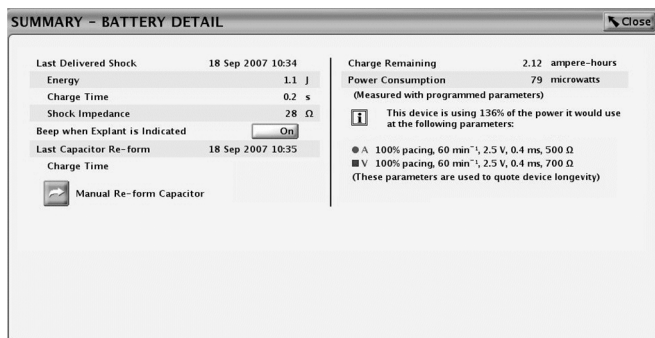 SUMMARY – BATTERY DETAIL
Close
Last Delivered Shock 18 Sep 2007 10:34
Energy 1.1 J
Charge Time 0.2 s
Shock Impedance 28 Ω
Beep when Explant is Indicated On
Last Capacitor Re-form 18 Sep 2007 10:35
Charge Time
Manual Re-form Capacitor
Charge Remaining 2.12 ampere-hours
Power Consumption 79 microwatts
(Measured with programmed parameters)
i This device is using 136% of the power it would use
at the following parameters:
A 100% pacing, 60 min⁻¹, 2.5 V, 0.4 ms, 500 Ω
V 100% pacing, 60 min⁻¹, 2.5 V, 0.4 ms, 700 Ω
(These parameters are used to quote device longevity)